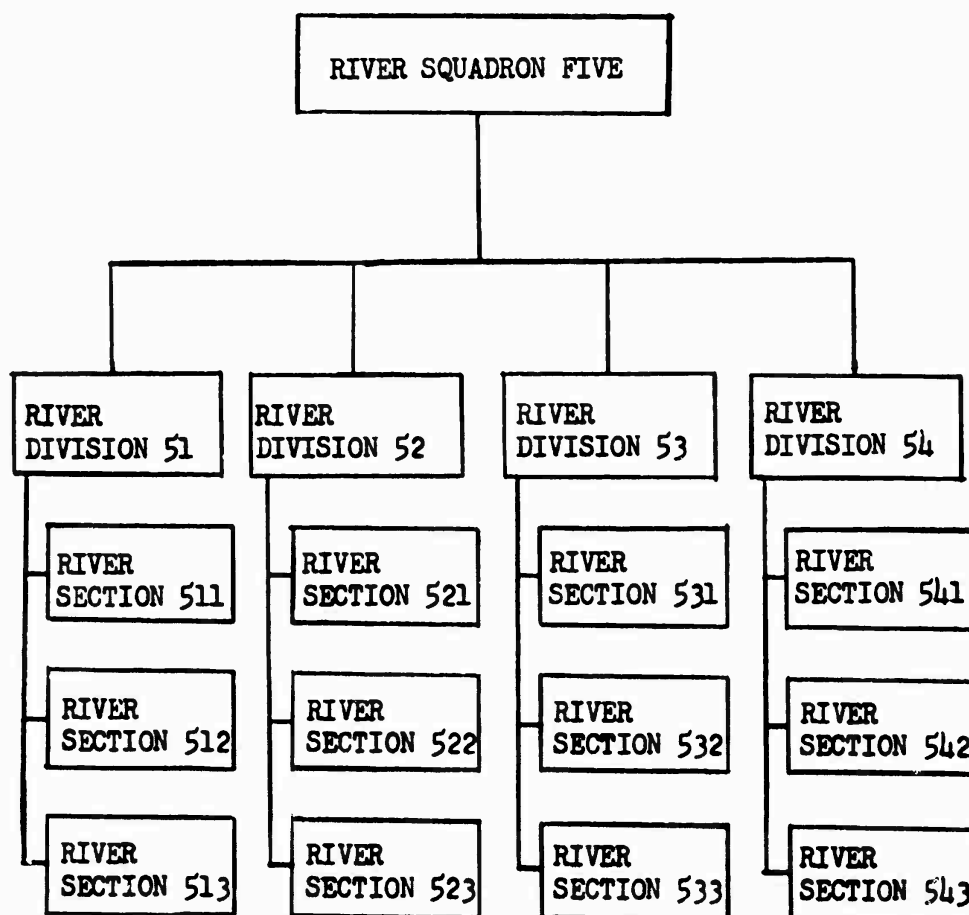 RIVER SQUADRON FIVE
RIVER
DIVISION 51
RIVER
DIVISION 52
RIVER
DIVISION 53
RIVER
DIVISION 54
RIVER
SECTION 511
RIVER
SECTION 521
RIVER
SECTION 531
RIVER
SECTION 541
RIVER
SECTION 512
RIVER
SECTION 522
RIVER
SECTION 532
RIVER
SECTION 542
RIVER
SECTION 513
RIVER
SECTION 523
RIVER
SECTION 533
RIVER
SECTION 543